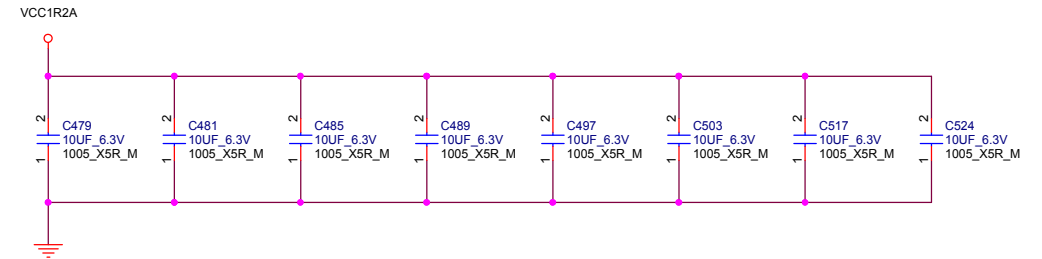 VCC1R2A
2
C479
10UF_6.3V
1005_X5R_M
1
2
C481
10UF_6.3V
1005_X5R_M
1
2
C485
10UF_6.3V
1005_X5R_M
1
2
C489
10UF_6.3V
1005_X5R_M
1
2
C497
10UF_6.3V
1005_X5R_M
1
2
C503
10UF_6.3V
1005_X5R_M
1
2
C517
10UF_6.3V
1005_X5R_M
1
2
C524
10UF_6.3V
1005_X5R_M
1